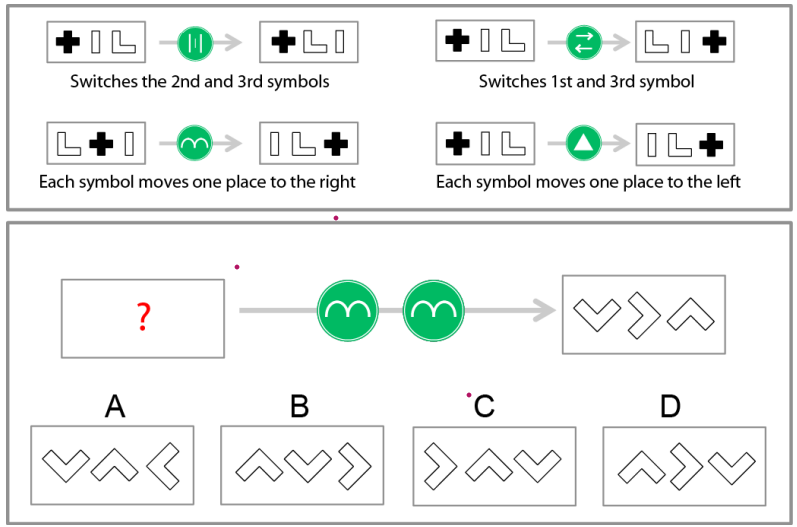 Switches the 2nd and 3rd symbols
Switches 1st and 3rd symbol
Each symbol moves one place to the right
Each symbol moves one place to the left
?
A
B
C
D